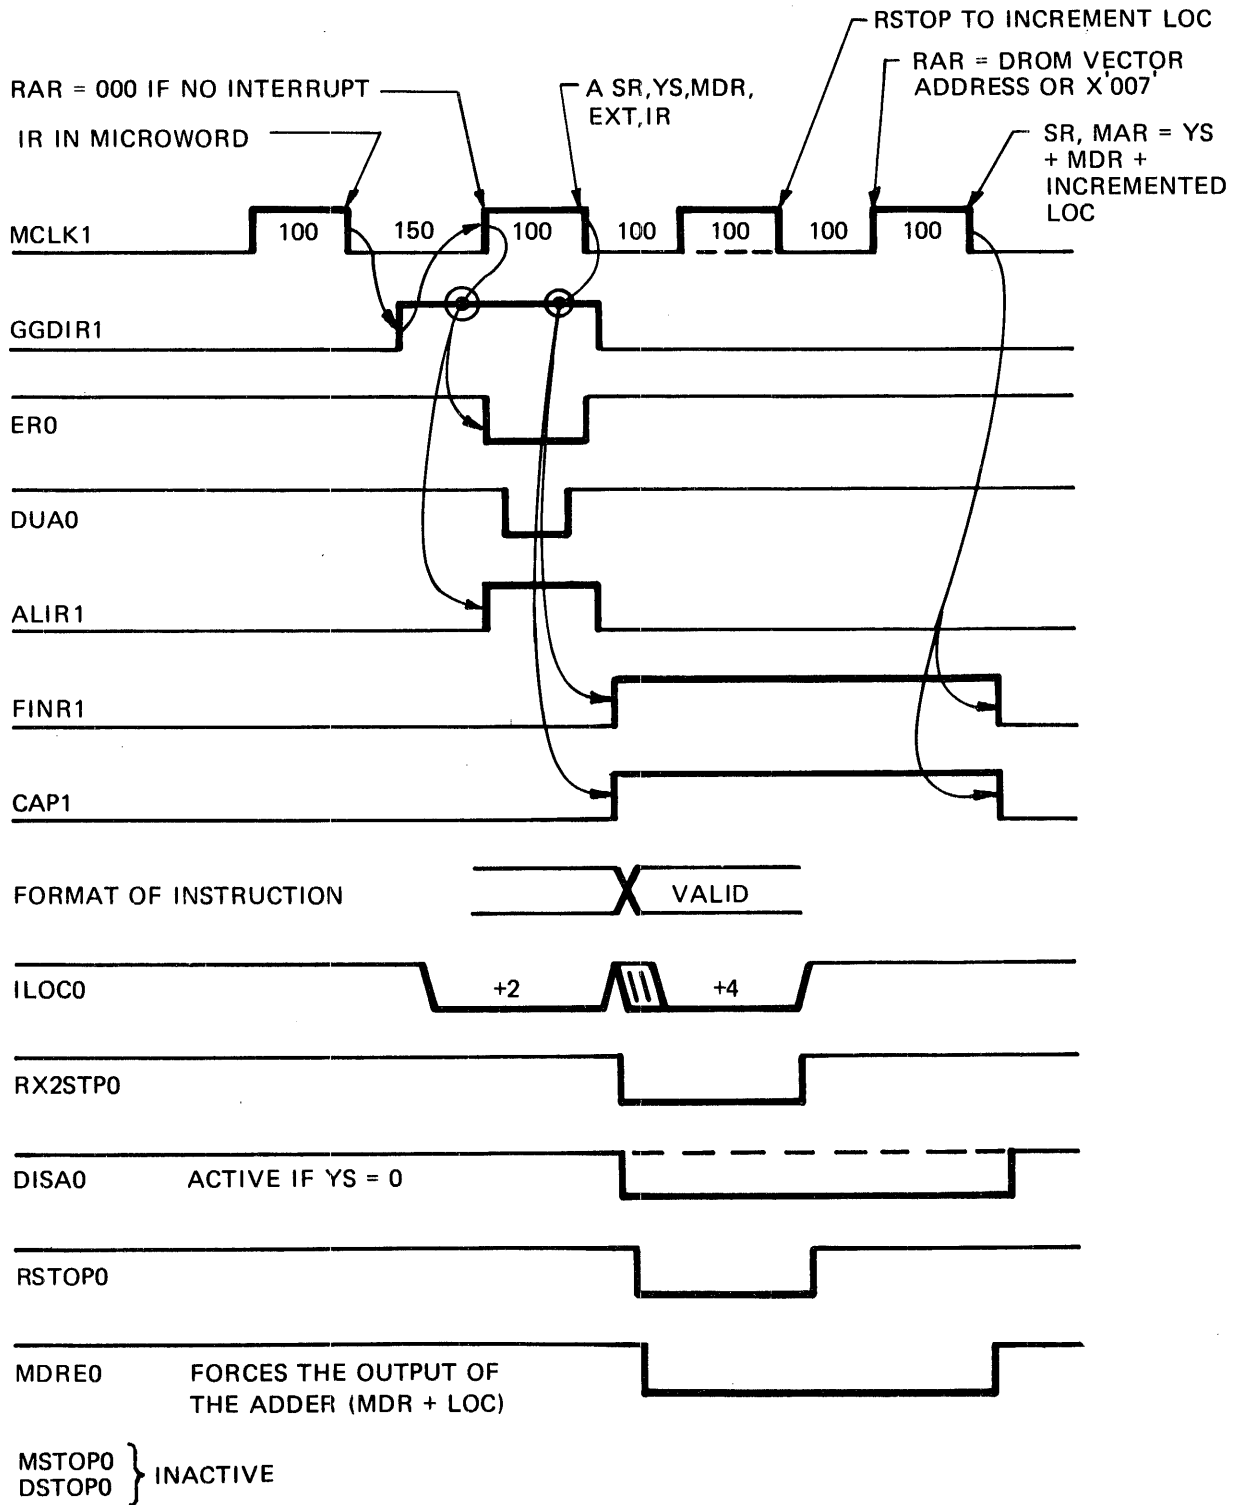 RSTOP TO INCREMENT LOC
RAR = 000 IF NO INTERRUPT
A SR,YS,MDR,
EXT,IR
RAR = DROM VECTOR
ADDRESS OR X'007'
IR IN MICROWORD
SR, MAR = YS
+ MDR +
INCREMENTED
LOC
MCLK1
100
150
100
100
100
100
100
GGDIR1
ER0
DUA0
ALIR1
FINR1
CAP1
FORMAT OF INSTRUCTION
VALID
ILOC0
+2
+4
RX2STP0
DISA0
ACTIVE IF YS = 0
RSTOP0
MDRE0
FORCES THE OUTPUT OF
THE ADDER (MDR + LOC)
MSTOP0
DSTOP0
} INACTIVE